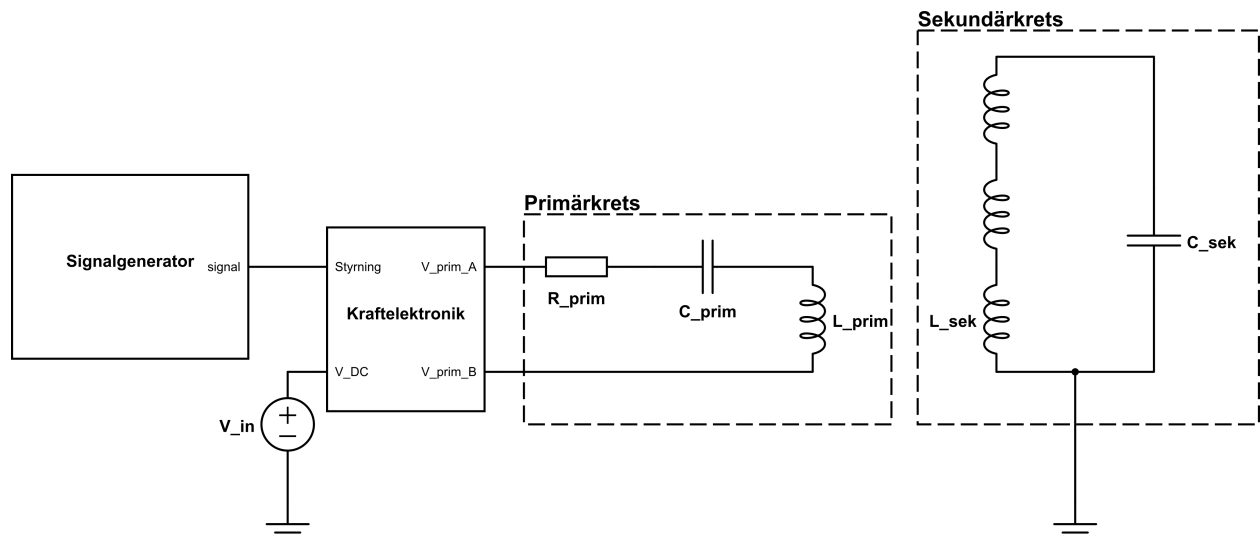 Sekundärkrets
Primärkrets
Signalgenerator
signal
Styrning
V_prim_A
Kraftelektronik
V_DC
V_prim_B
V_in
R_prim
C_prim
L_prim
L_sek
C_sek